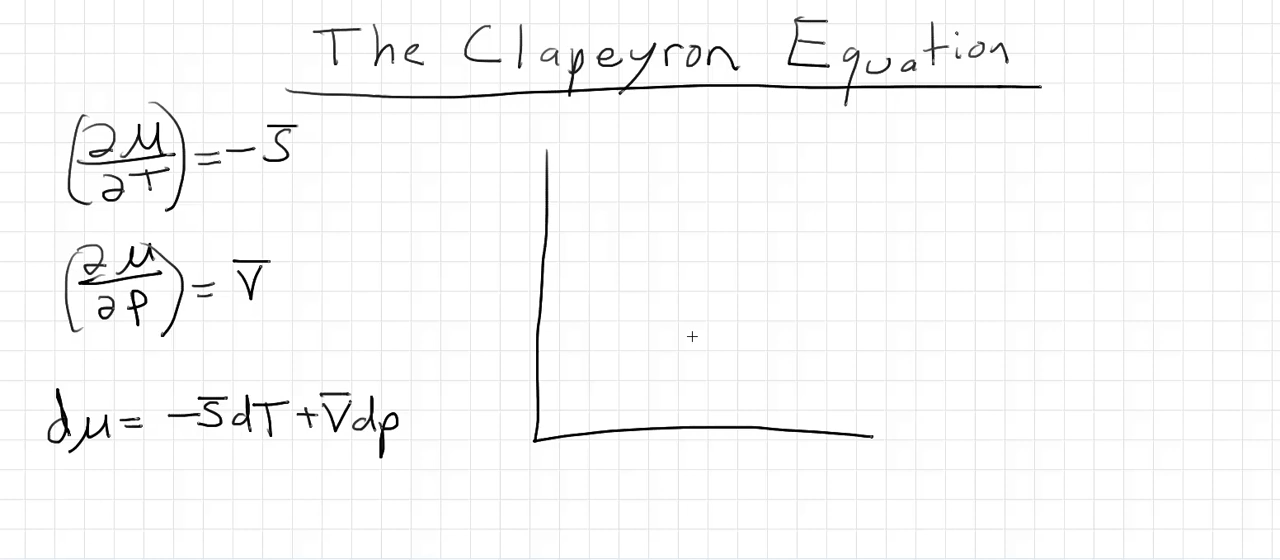 The Clapeyron Equation
(∂μ/∂T) = -S̅
(∂μ/∂p) = V̅
dμ = -S̅dT + V̅dp